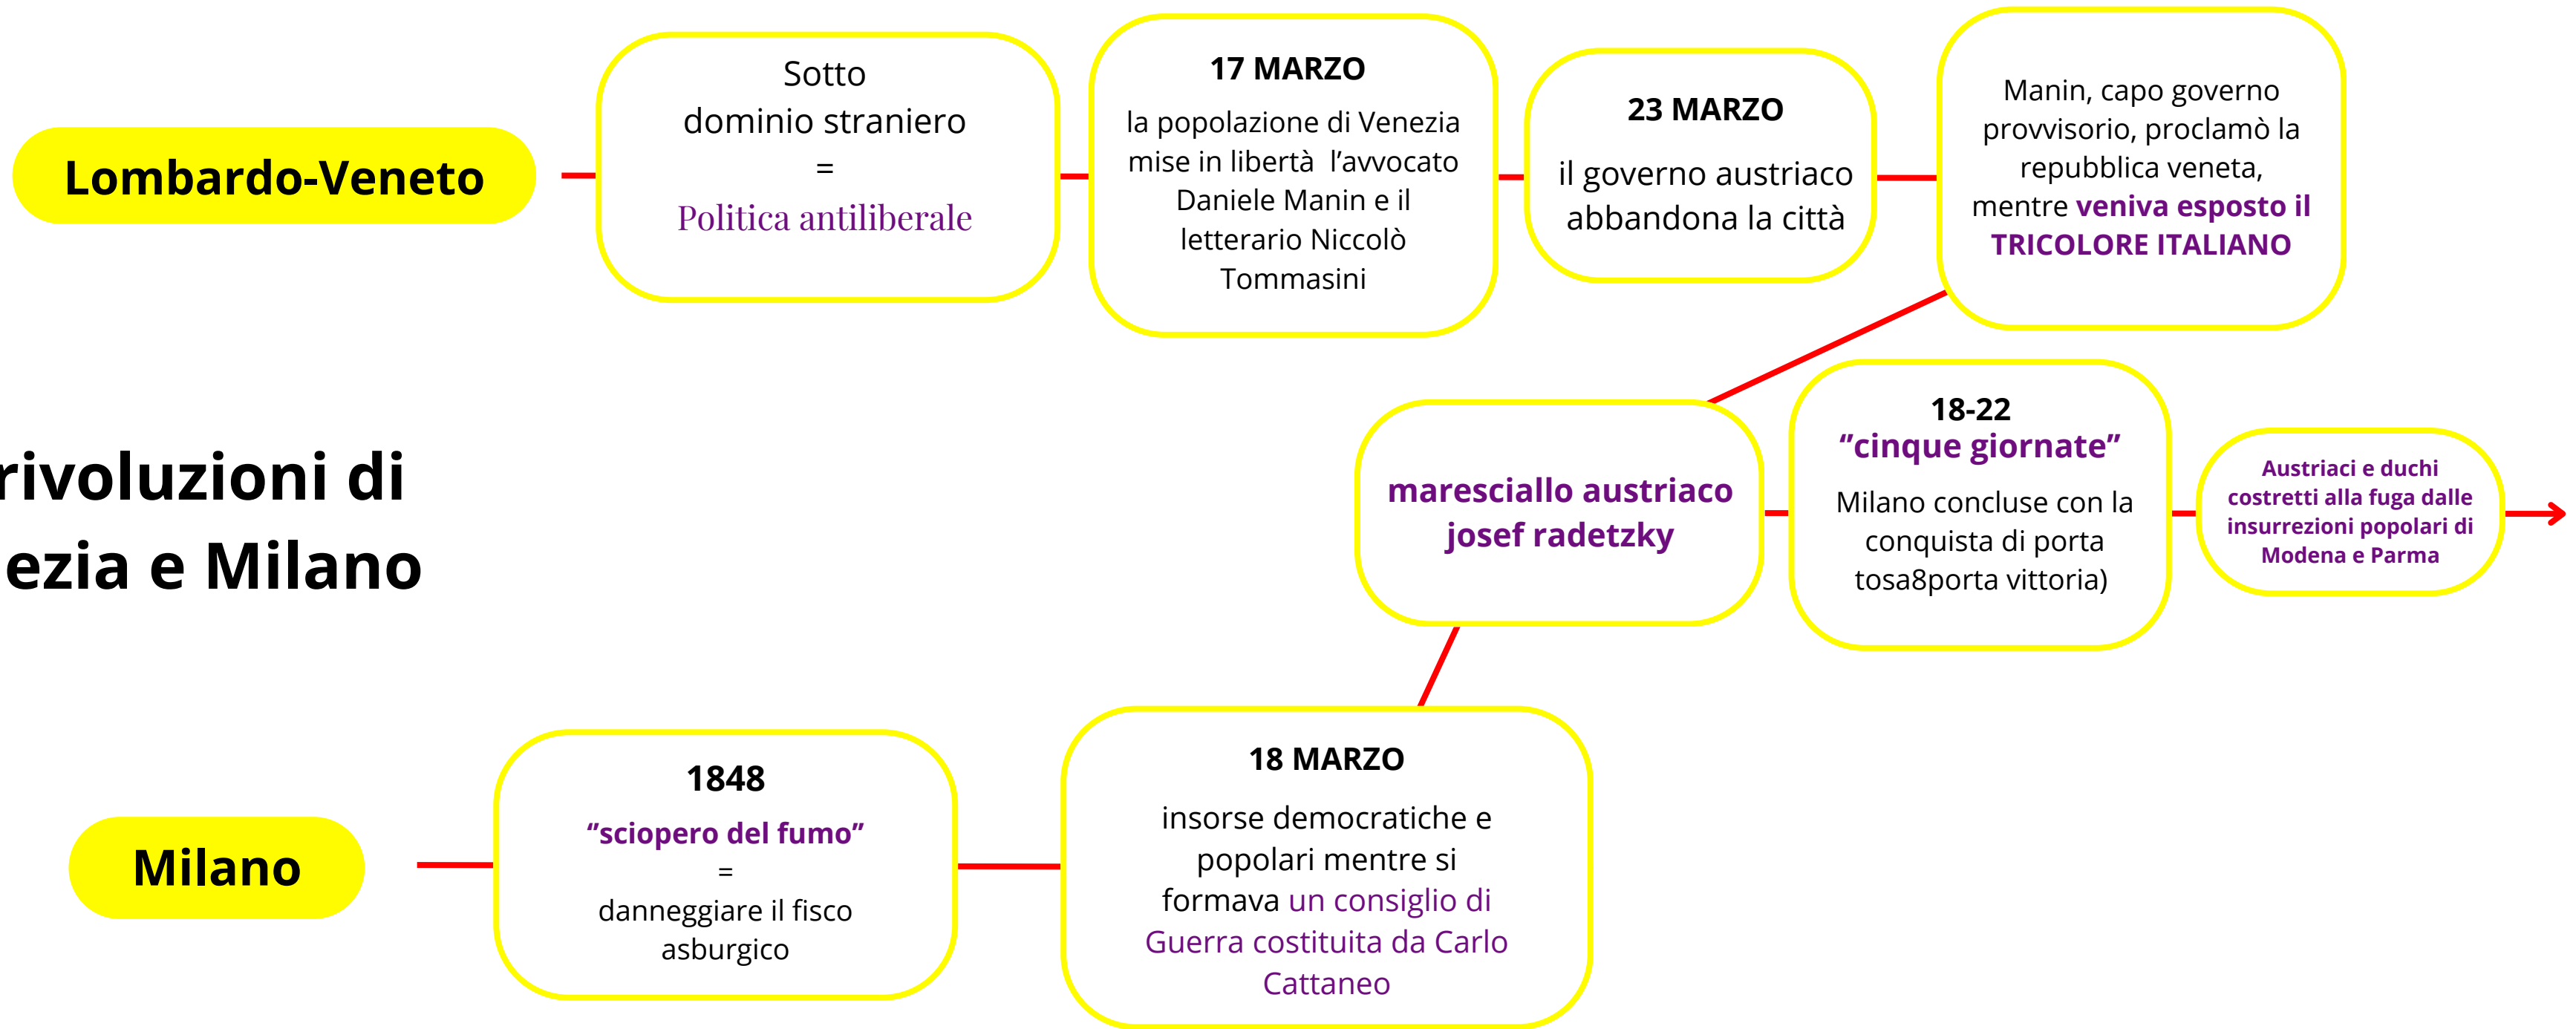 Lombardo-Veneto
Sotto
dominio straniero
=
Politica antiliberale
17 MARZO
la popolazione di Venezia
mise in libertà l’avvocato
Daniele Manin e il
letterario Niccolò
Tommasini
23 MARZO
il governo austriaco
abbandona la città
Manin, capo governo
provvisorio, proclamò la
repubblica veneta,
mentre veniva esposto il
TRICOLORE ITALIANO
rivoluzioni di
ezia e Milano
maresciallo austriaco
josef radetzky
18-22
“cinque giornate”
Milano concluse con la
conquista di porta
tosa8porta vittoria)
Austriaci e duchi
costretti alla fuga dalle
insurrezioni popolari di
Modena e Parma
Milano
1848
“sciopero del fumo”
=
danneggiare il fisco
asburgico
18 MARZO
insorse democratiche e
popolari mentre si
formava un consiglio di
Guerra costituita da Carlo
Cattaneo